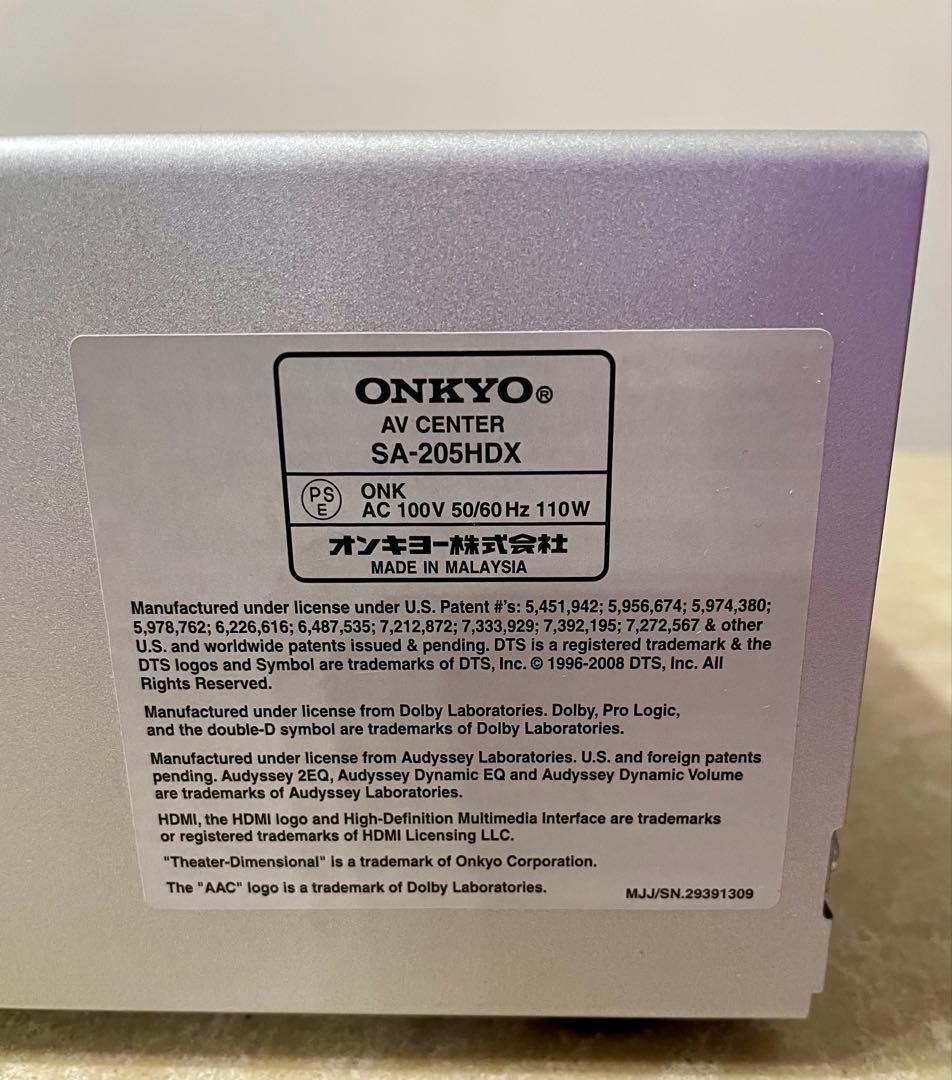 ONKYO®
AV CENTER
SA-205HDX
PS
E
ONK
AC 100V 50/60Hz 110W
オンキヨー株式会社
MADE IN MALAYSIA
Manufactured under license under U.S. Patent #'s: 5,451,942; 5,956,674; 5,974,380;
5,978,762; 6,226,616; 6,487,535; 7,212,872; 7,333,929; 7,392,195; 7,272,567 & other
U.S. and worldwide patents issued & pending. DTS is a registered trademark & the
DTS logos and Symbol are trademarks of DTS, Inc. © 1996-2008 DTS, Inc. All
Rights Reserved.
Manufactured under license from Dolby Laboratories. Dolby, Pro Logic,
and the double-D symbol are trademarks of Dolby Laboratories.
Manufactured under license from Audyssey Laboratories. U.S. and foreign patents
pending. Audyssey 2EQ, Audyssey Dynamic EQ and Audyssey Dynamic Volume
are trademarks of Audyssey Laboratories.
HDMI, the HDMI logo and High-Definition Multimedia Interface are trademarks
or registered trademarks of HDMI Licensing LLC.
"Theater-Dimensional" is a trademark of Onkyo Corporation.
The "AAC" logo is a trademark of Dolby Laboratories.
MJJ/SN.29391309